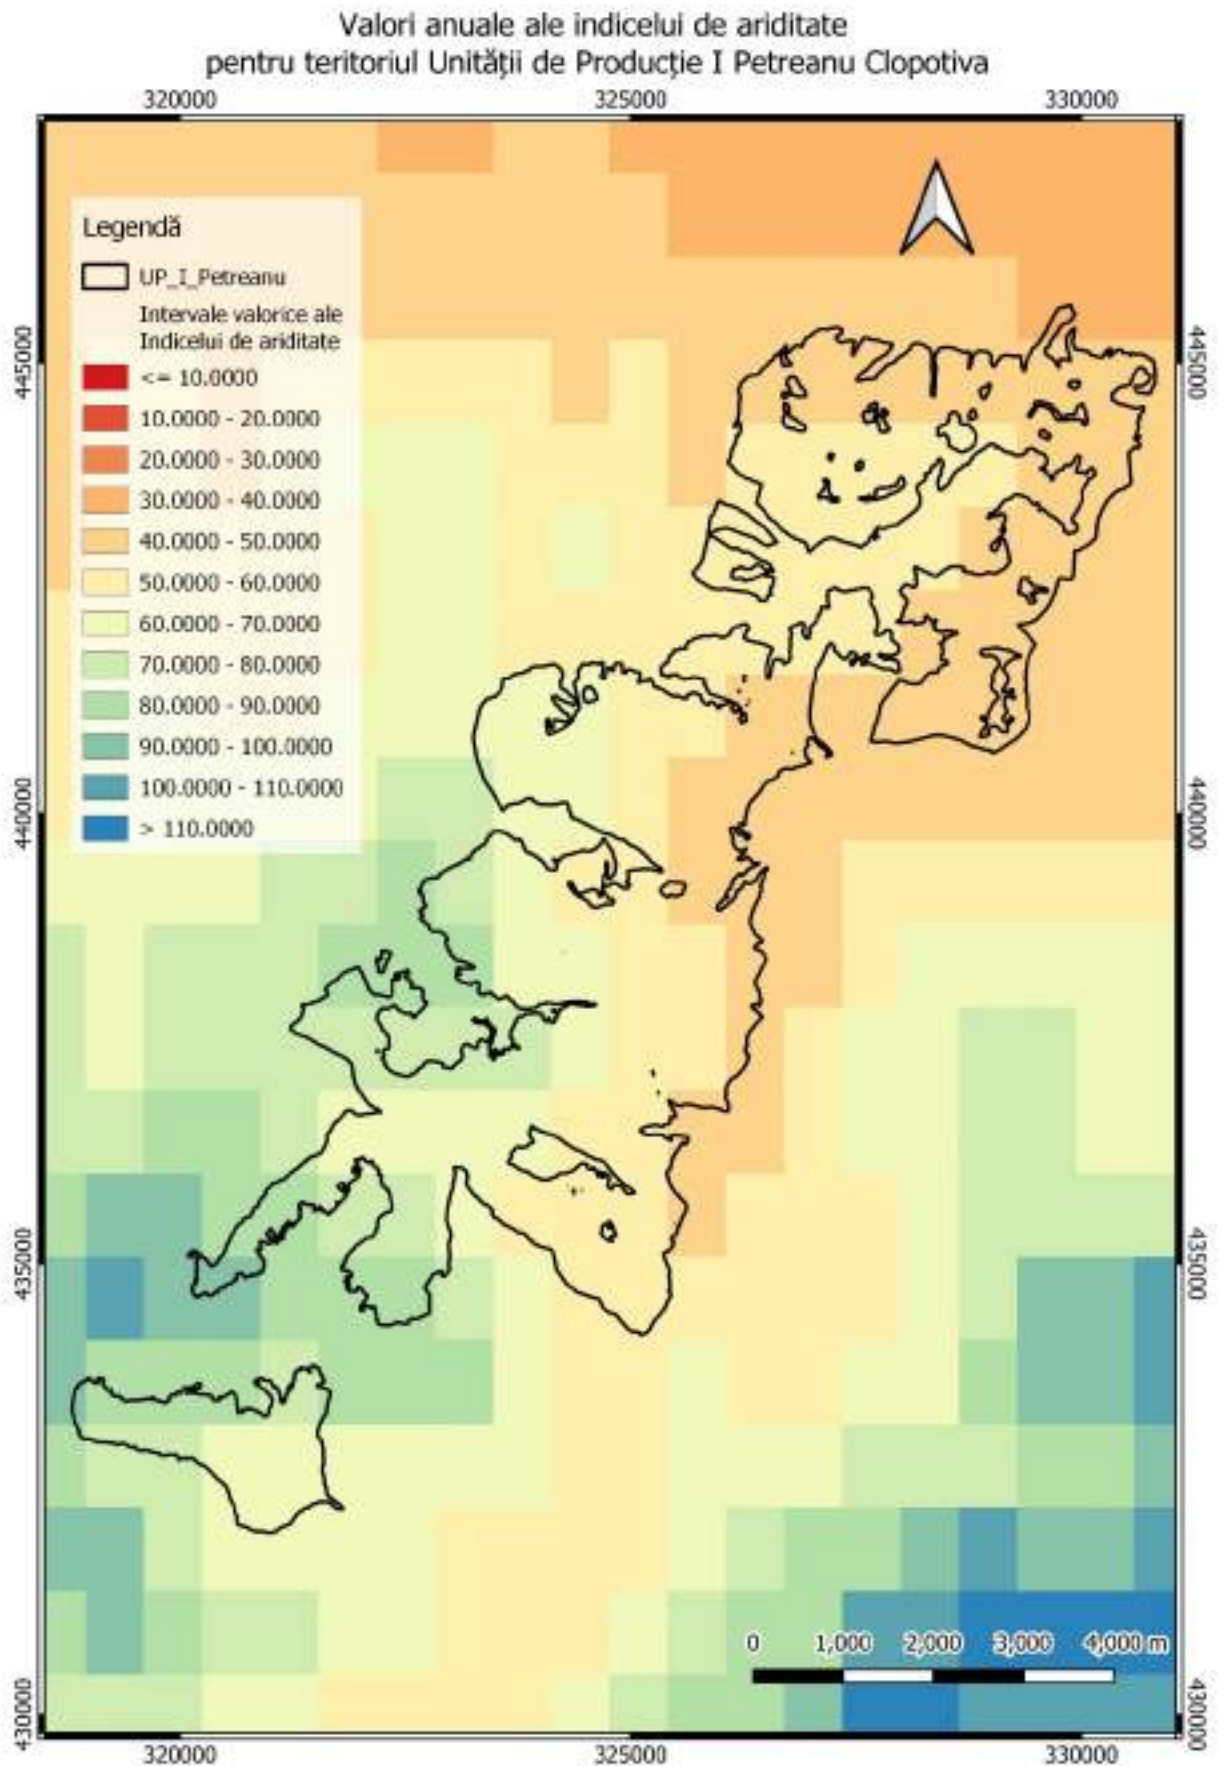 Valori anuale ale indicelui de ariditate
pentru teritoriul Unității de Producție I Petreanu Clopotiva
320000
325000
330000
Legendă
UP_I_Petreanu
Intervale valorice ale
Indicelui de ariditate
<= 10.0000
10.0000 - 20.0000
20.0000 - 30.0000
30.0000 - 40.0000
40.0000 - 50.0000
50.0000 - 60.0000
60.0000 - 70.0000
70.0000 - 80.0000
80.0000 - 90.0000
90.0000 - 100.0000
100.0000 - 110.0000
> 110.0000
445000
445000
440000
440000
435000
435000
430000
430000
0 1,000 2,000 3,000 4,000 m
320000
325000
330000